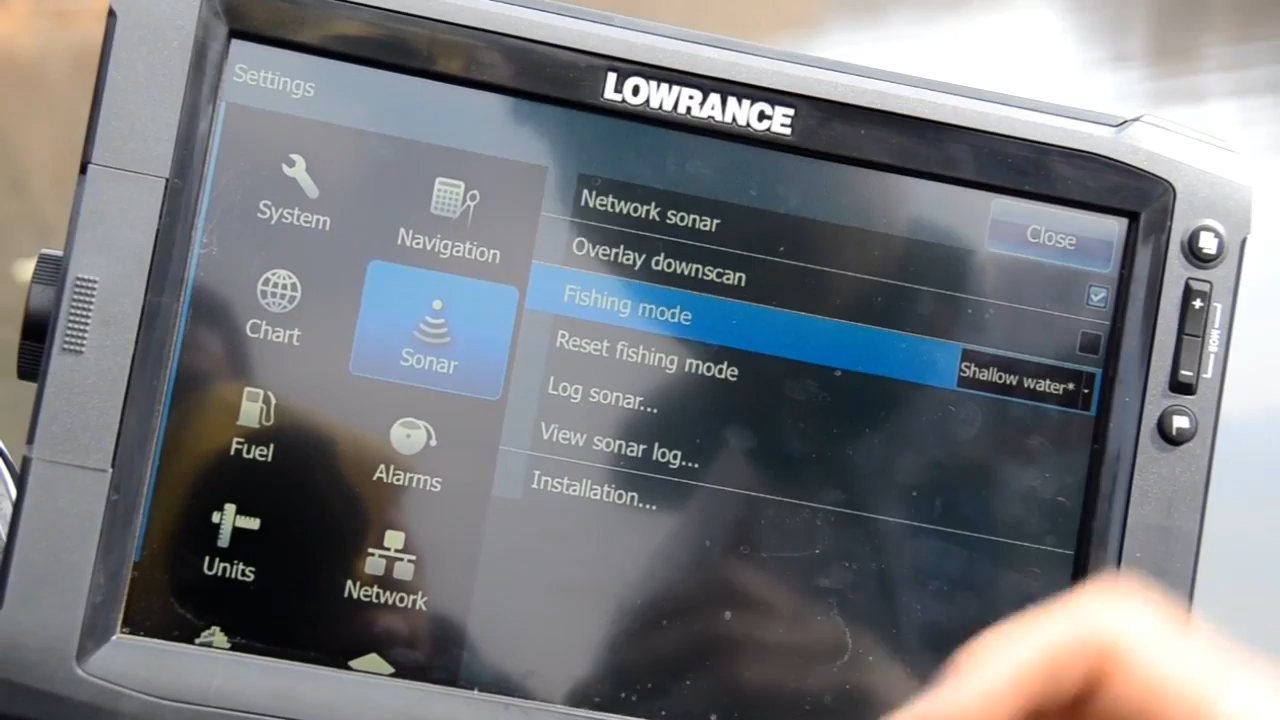 LOWRANCE
Settings
System
Navigation
Chart
Sonar
Fuel
Alarms
Units
Network
Network sonar
Close
Overlay downscan
Fishing mode
Shallow water*
Reset fishing mode
Log sonar...
View sonar log...
Installation...
+
MOB
-